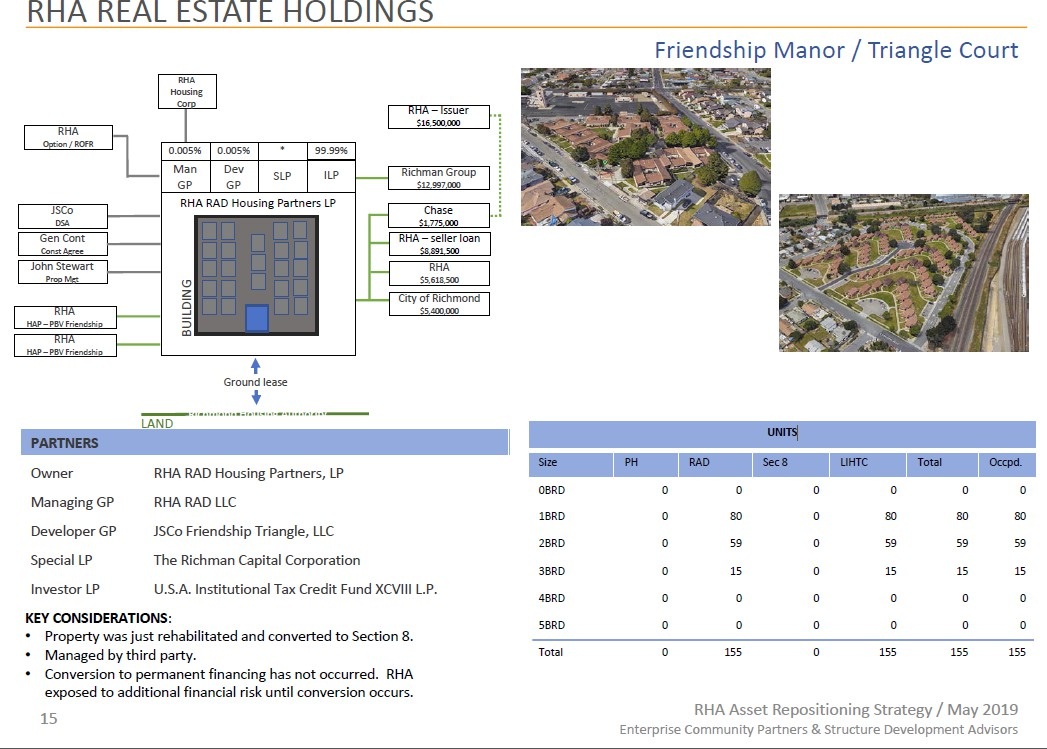 RHA REAL ESTATE HOLDINGS
Friendship Manor / Triangle Court
RHA
Housing
Corp
RHA
Option / ROFR
RHA – Issuer
$16,500,000
0.005% 0.005% * 99.99%
Man
GP
Dev
GP
SLP
ILP
Richman Group
$12,997,000
RHA RAD Housing Partners LP
JSCo
DSA
Chase
$1,775,000
Gen Cont
Const Agree
RHA – seller loan
$8,891,500
John Stewart
Prop Mgt
RHA
$5,618,500
City of Richmond
$5,400,000
BUILDING
RHA
HAP – PBV Friendship
RHA
HAP – PBV Friendship
Ground lease
Richmond Housing Authority
LAND
PARTNERS
Owner RHA RAD Housing Partners, LP
Managing GP RHA RAD LLC
Developer GP JSCo Friendship Triangle, LLC
Special LP The Richman Capital Corporation
Investor LP U.S.A. Institutional Tax Credit Fund XCVIII L.P.
KEY CONSIDERATIONS:
• Property was just rehabilitated and converted to Section 8.
• Managed by third party.
• Conversion to permanent financing has not occurred. RHA
exposed to additional financial risk until conversion occurs.
UNITS
Size PH RAD Sec 8 LIHTC Total Occpd.
0BRD 0 0 0 0 0 0
1BRD 0 80 0 80 80 80
2BRD 0 59 0 59 59 59
3BRD 0 15 0 15 15 15
4BRD 0 0 0 0 0 0
5BRD 0 0 0 0 0 0
Total 0 155 0 155 155 155
15
RHA Asset Repositioning Strategy / May 2019
Enterprise Community Partners & Structure Development Advisors